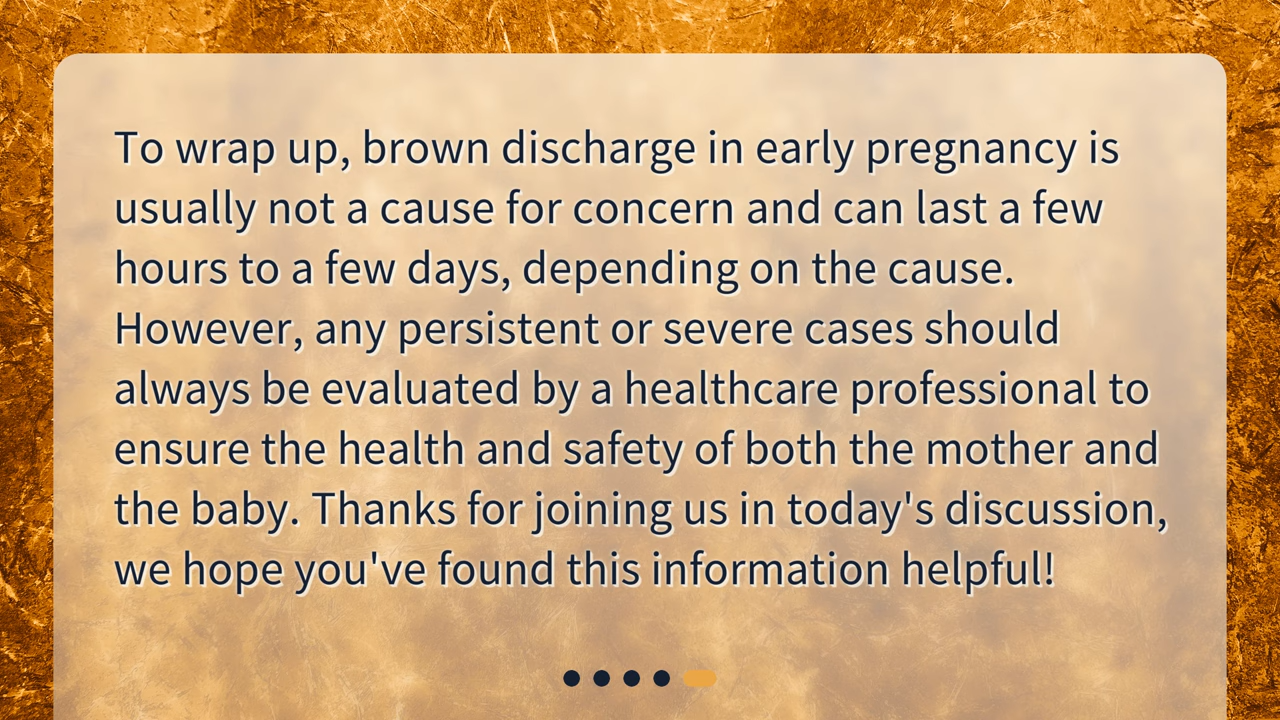 To wrap up, brown discharge in early pregnancy is
usually not a cause for concern and can last a few
hours to a few days, depending on the cause.
However, any persistent or severe cases should
always be evaluated by a healthcare professional to
ensure the health and safety of both the mother and
the baby. Thanks for joining us in today's discussion,
we hope you've found this information helpful!